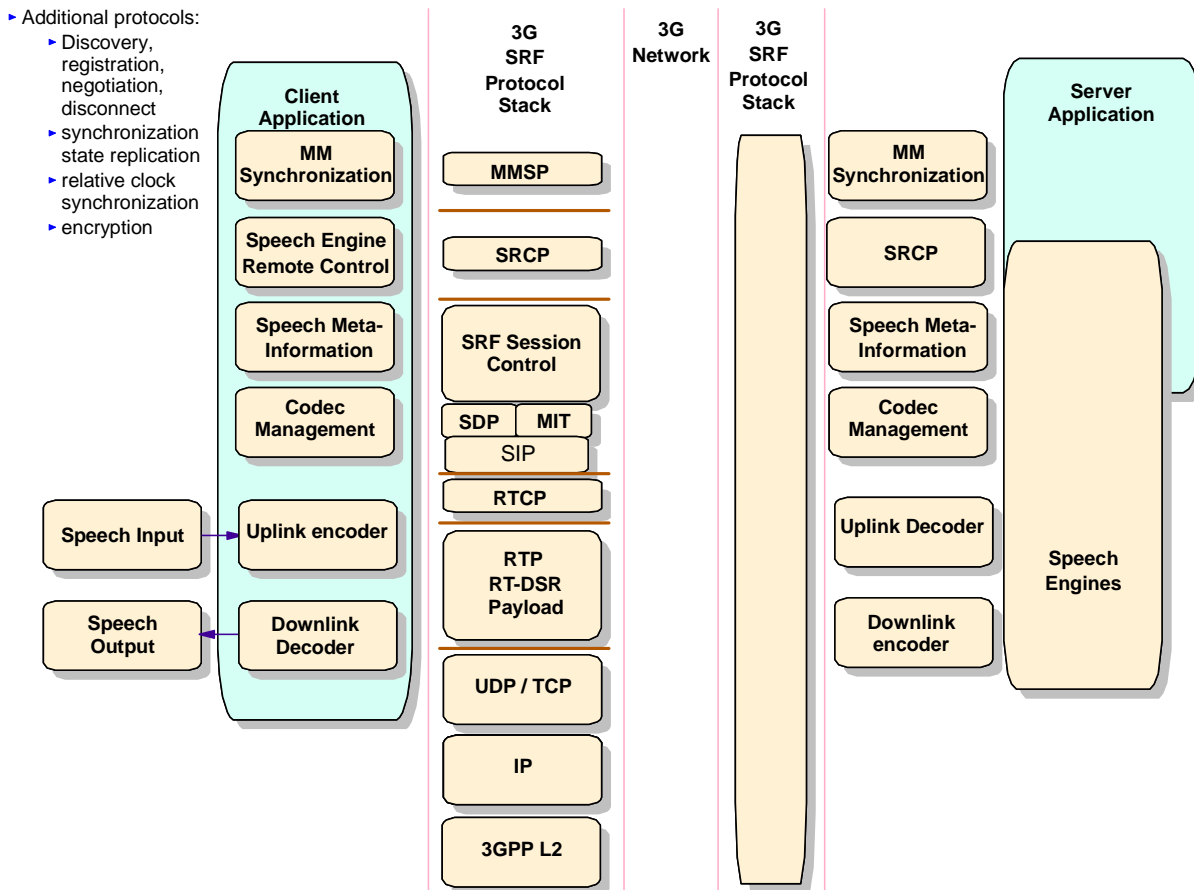 Additional protocols:
Discovery,
registration,
negotiation,
disconnect
synchronization
state replication
relative clock
synchronization
encryption
Client
Application
MM
Synchronization
Speech Engine
Remote Control
Speech Meta-
Information
Codec
Management
Speech Input
Uplink encoder
Speech
Output
Downlink
Decoder
3G
SRF
Protocol
Stack
MMSP
SRCP
SRF Session
Control
SDP
MIT
SIP
RTCP
RTP
RT-DSR
Payload
UDP / TCP
IP
3GPP L2
3G
Network
3G
SRF
Protocol
Stack
MM
Synchronization
SRCP
Speech Meta-
Information
Codec
Management
Uplink Decoder
Downlink
encoder
Server
Application
Speech
Engines